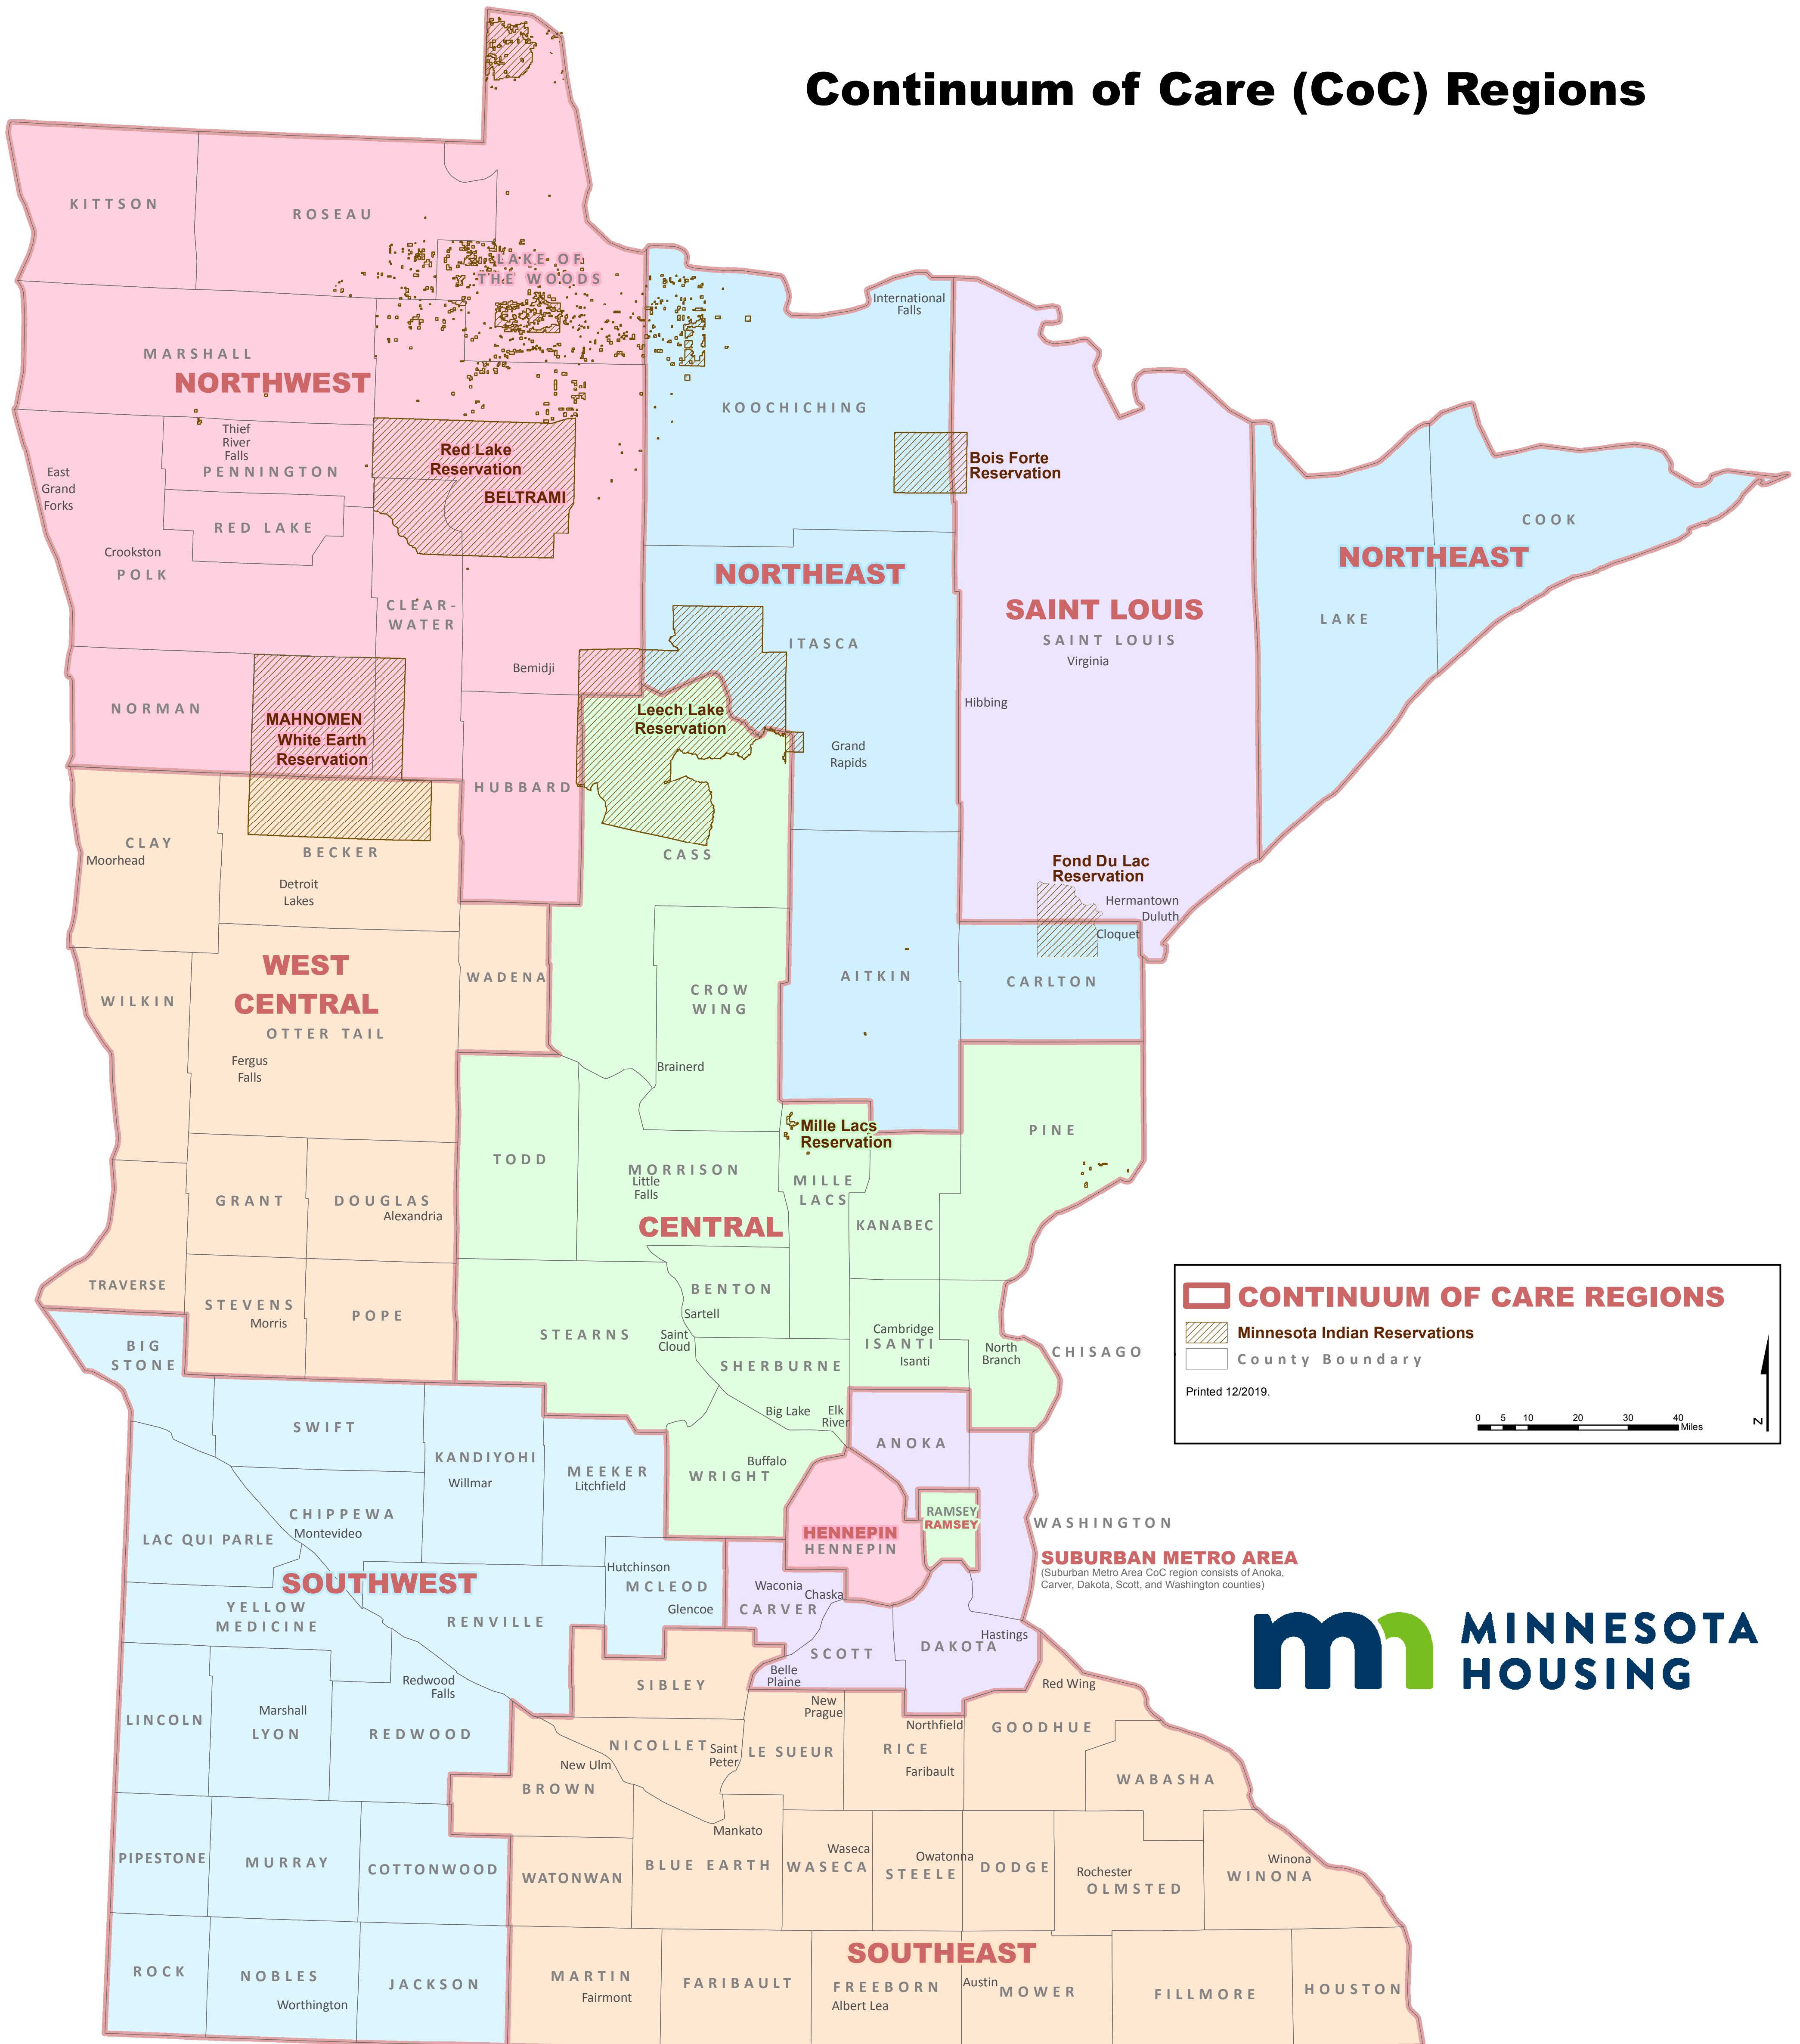 Continuum of Care (CoC) Regions
KITTSON
ROSEAU
LAKE OF
THE WOODS
International
Falls
MARSHALL
NORTHWEST
KOOCHICHING
Thief
River
Falls
PENNINGTON
Red Lake
Reservation
BELTRAMI
Bois Forte
Reservation
East
Grand
Forks
RED LAKE
COOK
Crookston
POLK
NORTHEAST
NORTHEAST
CLEAR-
WATER
SAINT LOUIS
SAINT LOUIS
Virginia
LAKE
ITASCA
Bemidji
Hibbing
NORMAN
MAHNOMEN
White Earth
Reservation
Leech Lake
Reservation
Grand
Rapids
HUBBARD
CLAY
Moorhead
BECKER
CASS
Detroit
Lakes
Fond Du Lac
Reservation
Hermantown
Duluth
Cloquet
WEST
CENTRAL
WADENA
WILKIN
OTTER TAIL
CROW
WING
AITKIN
CARLTON
Fergus
Falls
Brainerd
Mille Lacs
Reservation
PINE
TODD
MORRISON
Little
Falls
MILLE
LACS
GRANT
DOUGLAS
Alexandria
CENTRAL
KANABEC
TRAVERSE
STEVENS
Morris
POPE
BENTON
Sartell
STEARNS
Saint
Cloud
Cambridge
ISANTI
Isanti
North
Branch
CHISAGO
BIG
STONE
SHERBURNE
Big Lake
Elk
River
CONTINUUM OF CARE REGIONS
Minnesota Indian Reservations
County Boundary
Printed 12/2019.
0 5 10 20 30 40
Miles
N
SWIFT
KANDIYOHI
Willmar
MEEKER
Litchfield
Buffalo
WRIGHT
ANOKA
CHIPPEWA
Montevideo
LAC QUI PARLE
RAMSEY
RAMSEY
HENNEPIN
HENNEPIN
WASHINGTON
SUBURBAN METRO AREA
(Suburban Metro Area CoC region consists of Anoka,
Carver, Dakota, Scott, and Washington counties)
SOUTHWEST
Hutchinson
MCLEOD
Glencoe
Waconia
Chaska
CARVER
YELLOW
MEDICINE
RENVILLE
SCOTT
DAKOTA
Hastings
Belle
Plaine
MINNESOTA
HOUSING
Redwood
Falls
SIBLEY
Red Wing
LINCOLN
Marshall
LYON
REDWOOD
New
Prague
Northfield
GOODHUE
NICOLLET
Saint
Peter
LE SUEUR
RICE
Faribault
New Ulm
BROWN
WABASHA
Mankato
PIPESTONE
MURRAY
COTTONWOOD
WATONWAN
BLUE EARTH
Waseca
WASECA
Owatonna
STEELE
DODGE
Rochester
OLMSTED
Winona
WINONA
SOUTHEAST
ROCK
NOBLES
Worthington
JACKSON
MARTIN
Fairmont
FARIBAULT
FREEBORN
Albert Lea
Austin
MOWER
FILLMORE
HOUSTON